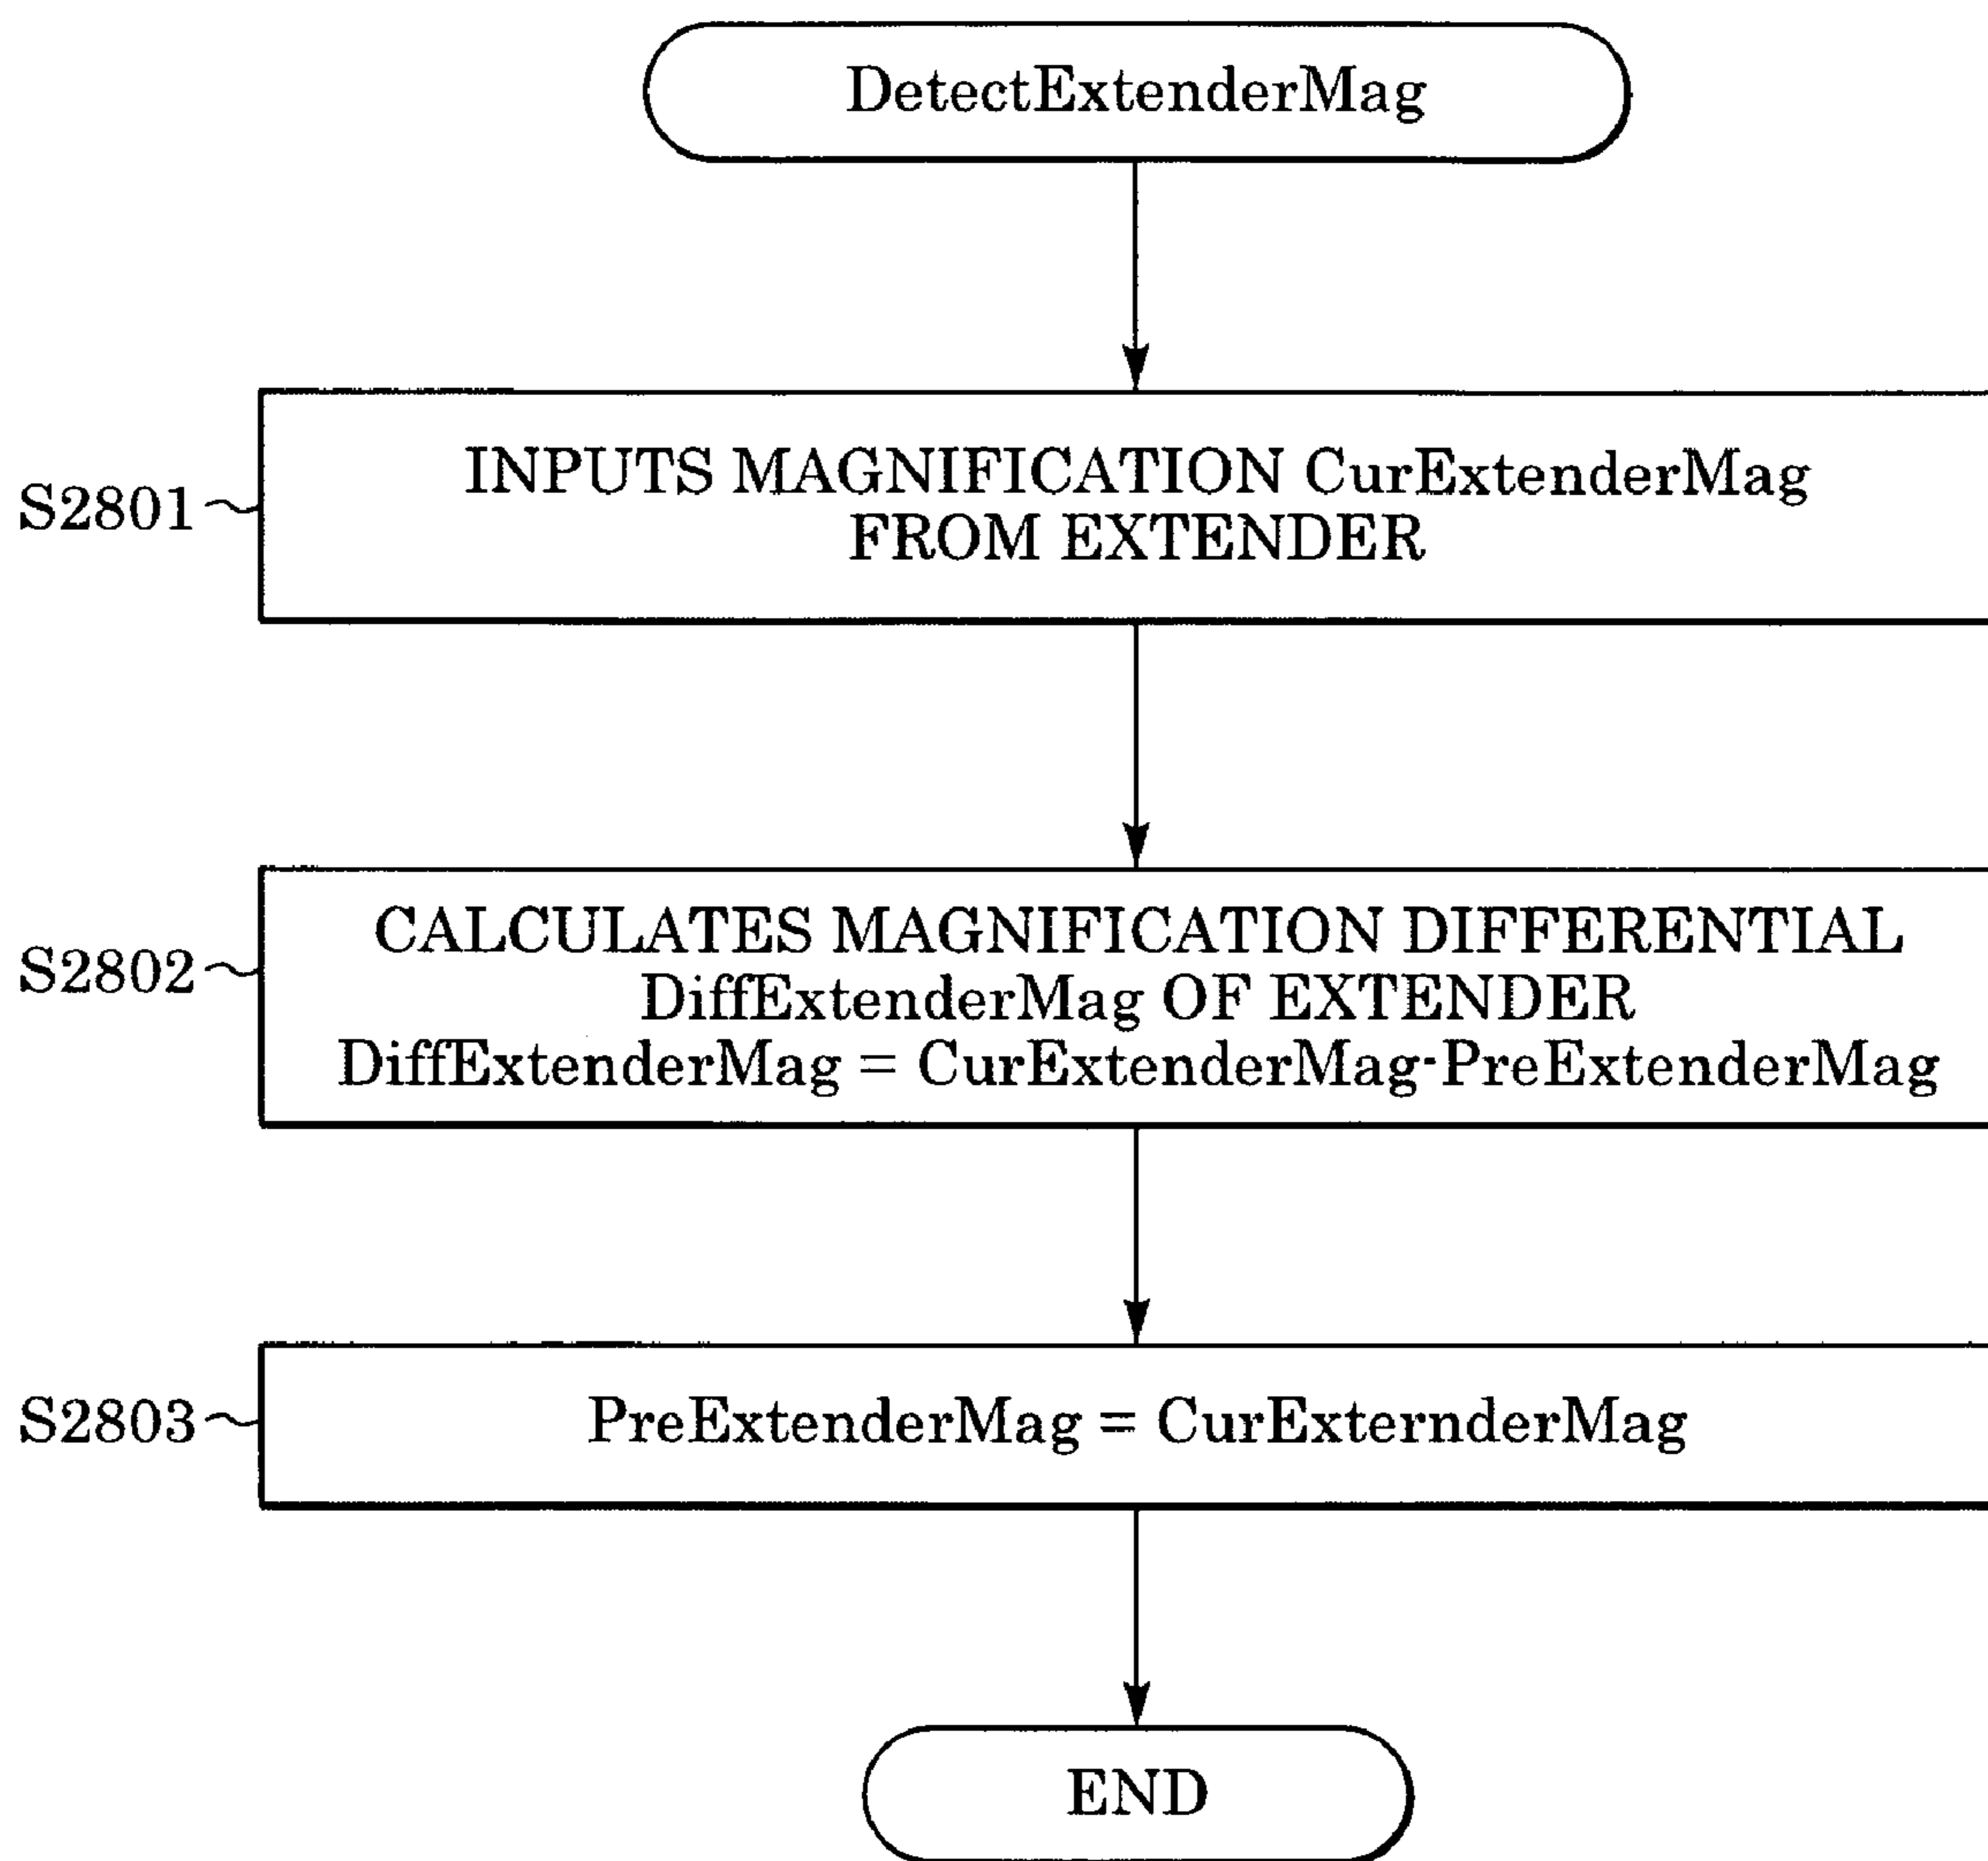 DetectExtenderMag
S2801
INPUTS MAGNIFICATION CurExtenderMag
FROM EXTENDER
S2802
CALCULATES MAGNIFICATION DIFFERENTIAL
DiffExtenderMag OF EXTENDER
DiffExtenderMag = CurExtenderMag-PreExtenderMag
S2803
PreExtenderMag = CurExternderMag
END